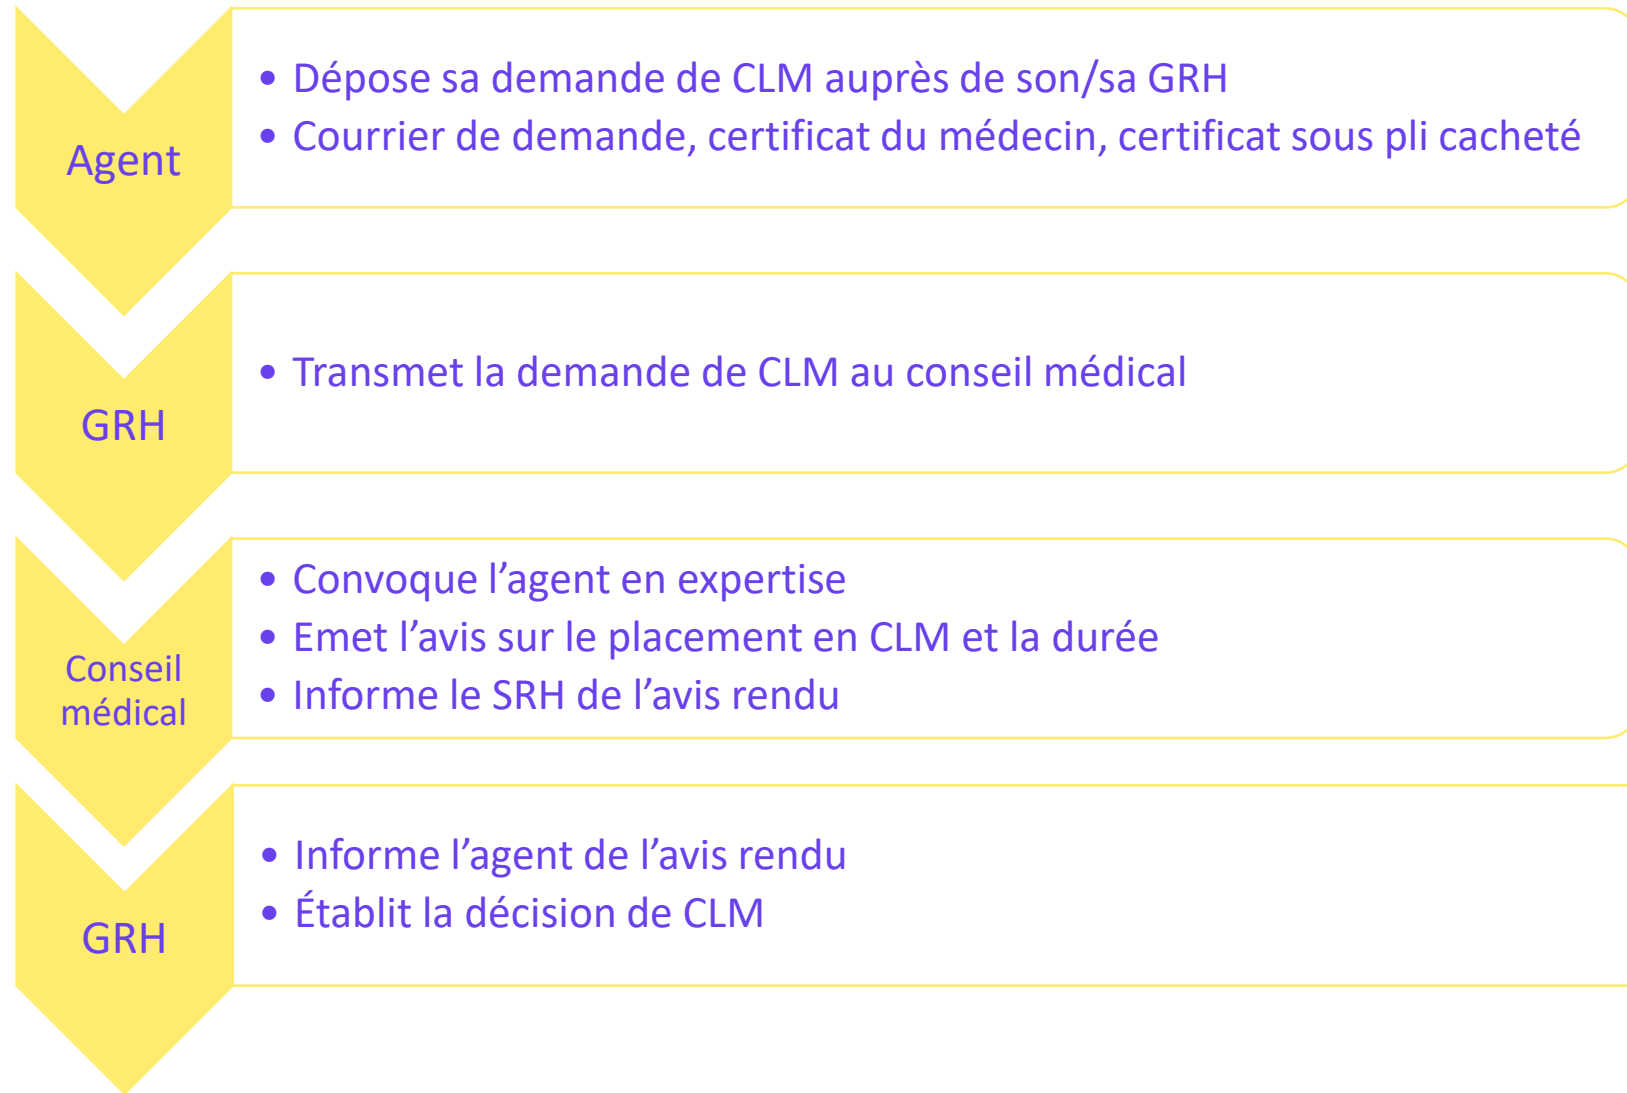 Agent
• Dépose sa demande de CLM auprès de son/sa GRH
• Courrier de demande, certificat du médecin, certificat sous pli cacheté
GRH
• Transmet la demande de CLM au conseil médical
Conseil
médical
• Convoque l’agent en expertise
• Emet l’avis sur le placement en CLM et la durée
• Informe le SRH de l’avis rendu
GRH
• Informe l’agent de l’avis rendu
• Établit la décision de CLM